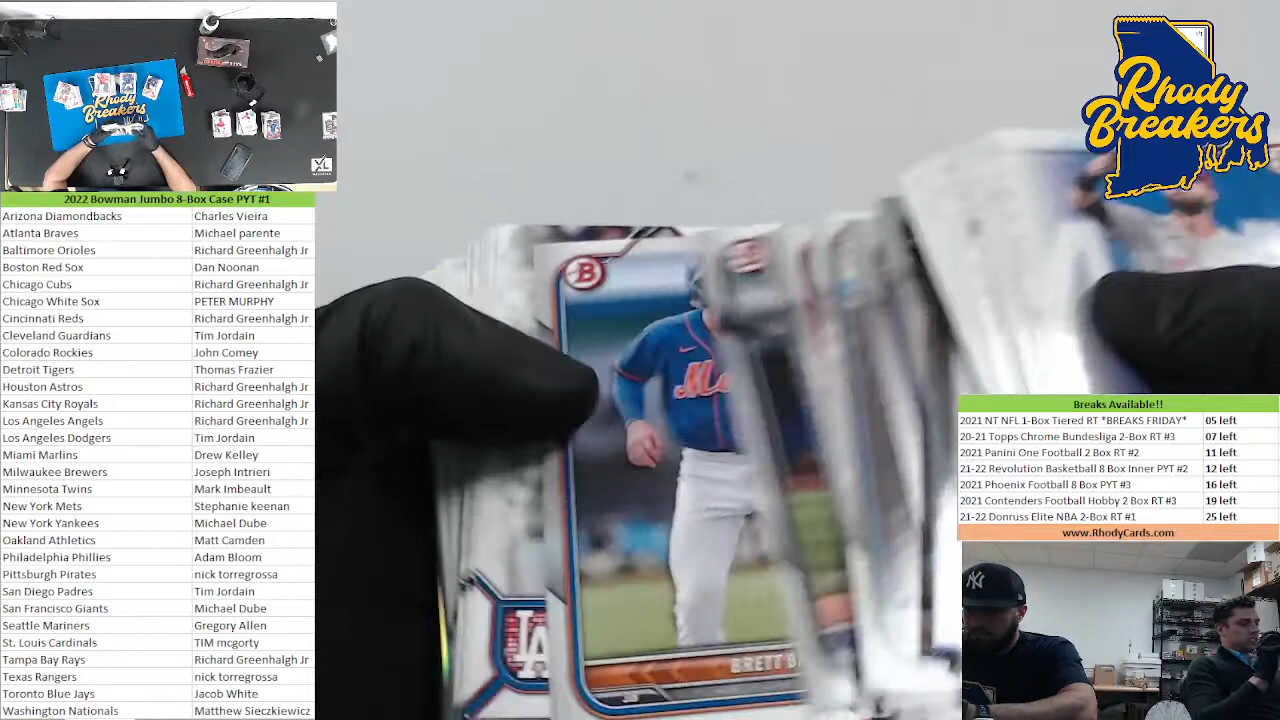 Rhody
Breakers
XL
2022 Bowman Jumbo 8-Box Case PYT #1
Arizona Diamondbacks Charles Vieira
Atlanta Braves Michael parente
Baltimore Orioles Richard Greenhalgh Jr
Boston Red Sox Dan Noonan
Chicago Cubs Richard Greenhalgh Jr
Chicago White Sox PETER MURPHY
Cincinnati Reds Richard Greenhalgh Jr
Cleveland Guardians Tim Jordain
Colorado Rockies John Comey
Detroit Tigers Thomas Frazier
Houston Astros Richard Greenhalgh Jr
Kansas City Royals Richard Greenhalgh Jr
Los Angeles Angels Richard Greenhalgh Jr
Los Angeles Dodgers Tim Jordain
Miami Marlins Drew Kelley
Milwaukee Brewers Joseph Intrieri
Minnesota Twins Mark Imbeault
New York Mets Stephanie keenan
New York Yankees Michael Dube
Oakland Athletics Matt Camden
Philadelphia Phillies Adam Bloom
Pittsburgh Pirates nick torregrossa
San Diego Padres Tim Jordain
San Francisco Giants Michael Dube
Seattle Mariners Gregory Allen
St. Louis Cardinals TIM mcgorty
Tampa Bay Rays Richard Greenhalgh Jr
Texas Rangers nick torregrossa
Toronto Blue Jays Jacob White
Washington Nationals Matthew Sieczkiewicz
B
BRETT B
LA
Rhody
Breakers
Breaks Available!!
2021 NT NFL 1-Box Tiered RT *BREAKS FRIDAY* 05 left
20-21 Topps Chrome Bundesliga 2-Box RT #3 07 left
2021 Panini One Football 2 Box RT #2 11 left
21-22 Revolution Basketball 8 Box Inner PYT #2 12 left
2021 Phoenix Football 8 Box PYT #3 16 left
2021 Contenders Football Hobby 2 Box RT #3 19 left
21-22 Donruss Elite NBA 2-Box RT #1 25 left
www.RhodyCards.com
NY